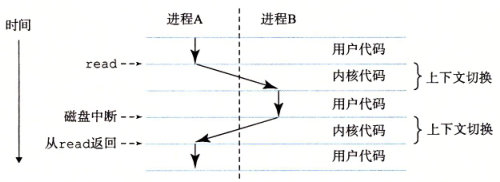 进程A 进程B
时间
用户代码
read
内核代码
上下文切换
用户代码
磁盘中断
内核代码
上下文切换
从read返回
用户代码